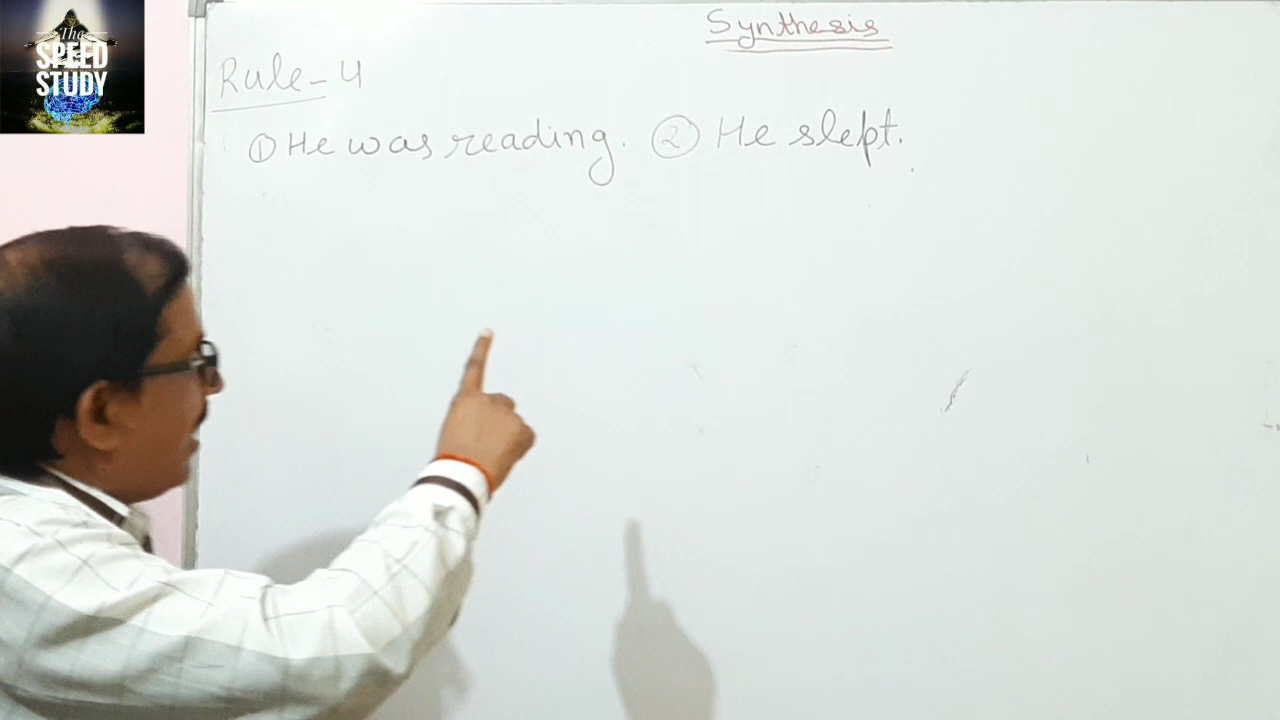 The
SPEED
STUDY
Synthesis
Rule-4
① He was reading. ② He slept.